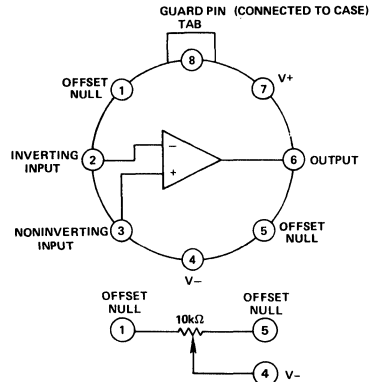 GUARD PIN (CONNECTED TO CASE)
TAB
8
OFFSET
NULL
1
7
V+
INVERTING
INPUT
2
−
+
6
OUTPUT
NONINVERTING
INPUT
3
5
OFFSET
NULL
4
V−
OFFSET
NULL
10kΩ
OFFSET
NULL
1
5
4
V−